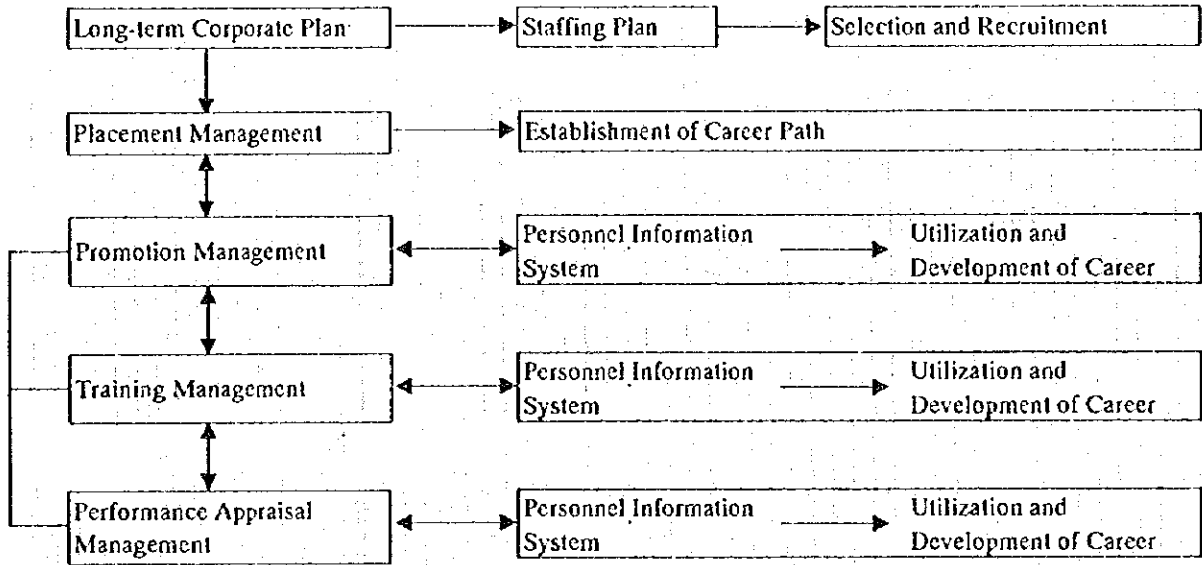 Long-term Corporate Plan
Staffing Plan
Selection and Recruitment
Placement Management
Establishment of Career Path
Promotion Management
Personnel Information
System
Utilization and
Development of Career
Training Management
Personnel Information
System
Utilization and
Development of Career
Performance Appraisal
Management
Personnel Information
System
Utilization and
Development of Career